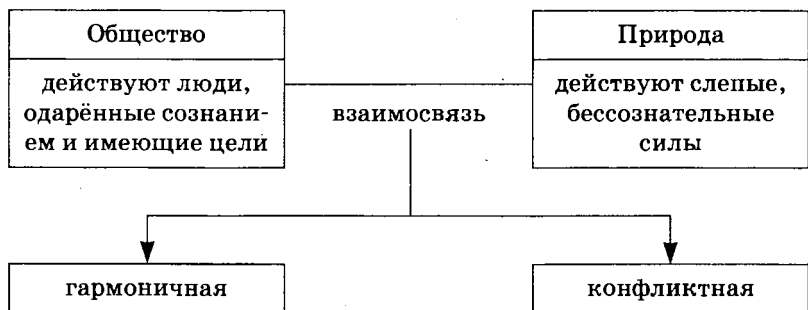 Общество
действуют люди,
одарённые сознани-
ем и имеющие цели
взаимосвязь
Природа
действуют слепые,
бессознательные
силы
гармоничная
конфликтная